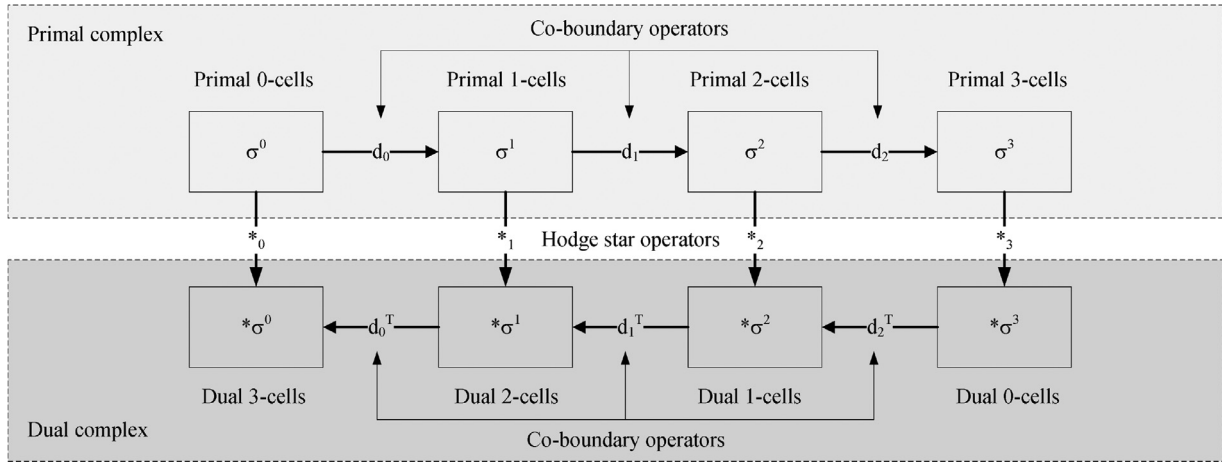 Primal complex
Co-boundary operators
Primal 0-cells Primal 1-cells Primal 2-cells Primal 3-cells
σ⁰ d₀ σ¹ d₁ σ² d₂ σ³
*₀ *₁ Hodge star operators *₂ *₃
*σ⁰ d₀ᵀ *σ¹ d₁ᵀ *σ² d₂ᵀ *σ³
Dual 3-cells Dual 2-cells Dual 1-cells Dual 0-cells
Dual complex
Co-boundary operators